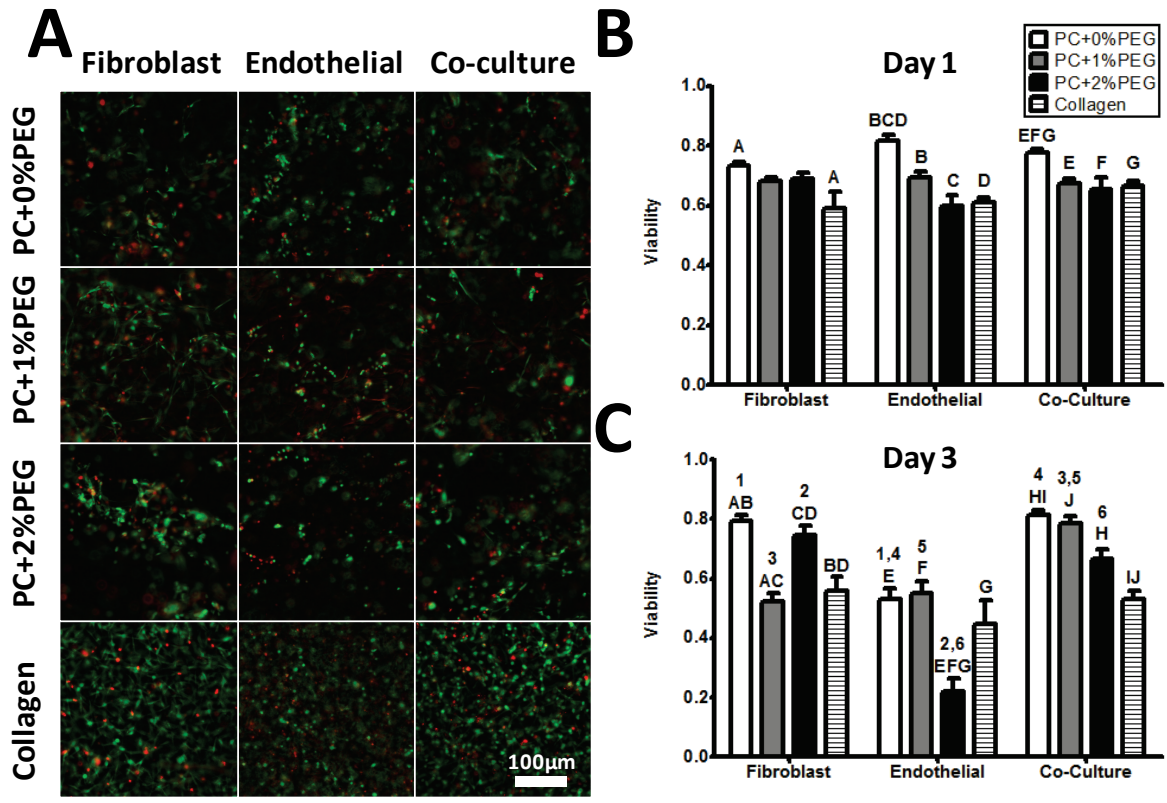 A
Fibroblast Endothelial Co-culture
PC+0%PEG
PC+1%PEG
PC+2%PEG
Collagen
100µm
B
Day 1
PC+0%PEG
PC+1%PEG
PC+2%PEG
Collagen
Viability
1.0
0.8
0.6
0.4
0.2
0.0
A
A
BCD
B
C
D
EFG
E
F
G
Fibroblast Endothelial Co-Culture
C
Day 3
Viability
1.0
0.8
0.6
0.4
0.2
0.0
1
AB
3
AC
2
CD
BD
1,4
E
5
F
2,6
EFG
G
4
HI
3,5
J
6
H
IJ
Fibroblast Endothelial Co-Culture